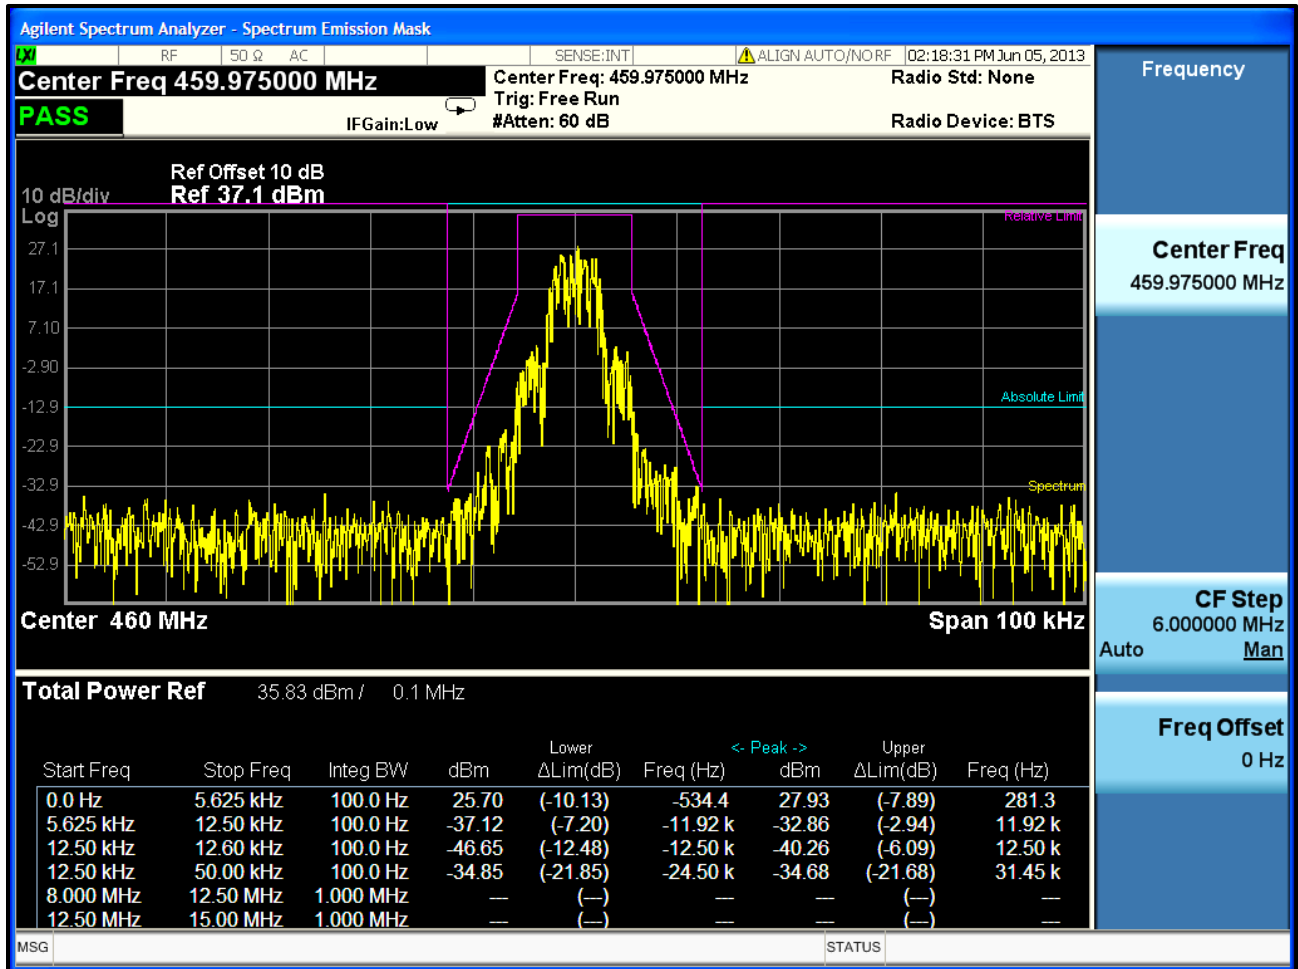 Agilent Spectrum Analyzer - Spectrum Emission Mask
LXI RF 50 Ω AC SENSE:INT ALIGN AUTO/NO RF 02:18:31 PM Jun 05, 2013
Center Freq 459.975000 MHz
Center Freq: 459.975000 MHz Radio Std: None
Trig: Free Run
PASS IFGain:Low #Atten: 60 dB Radio Device: BTS
Ref Offset 10 dB
10 dB/div Ref 37.1 dBm
Log
Relative Limit
27.1
17.1
7.10
-2.90
Absolute Limit
-12.9
-22.9
-32.9
Spectrum
-42.9
-52.9
Center 460 MHz Span 100 kHz
Total Power Ref 35.83 dBm / 0.1 MHz
Lower <- Peak -> Upper
Start Freq Stop Freq Integ BW dBm ΔLim(dB) Freq (Hz) dBm ΔLim(dB) Freq (Hz)
0.0 Hz 5.625 kHz 100.0 Hz 25.70 (-10.13) -534.4 27.93 (-7.89) 281.3
5.625 kHz 12.50 kHz 100.0 Hz -37.12 (-7.20) -11.92 k -32.86 (-2.94) 11.92 k
12.50 kHz 12.60 kHz 100.0 Hz -46.65 (-12.48) -12.50 k -40.26 (-6.09) 12.50 k
12.50 kHz 50.00 kHz 100.0 Hz -34.85 (-21.85) -24.50 k -34.68 (-21.68) 31.45 k
8.000 MHz 12.50 MHz 1.000 MHz --- (---) --- --- (---) ---
12.50 MHz 15.00 MHz 1.000 MHz --- (---) --- --- (---) ---
MSG STATUS
Frequency
Center Freq
459.975000 MHz
CF Step
6.000000 MHz
Auto Man
Freq Offset
0 Hz